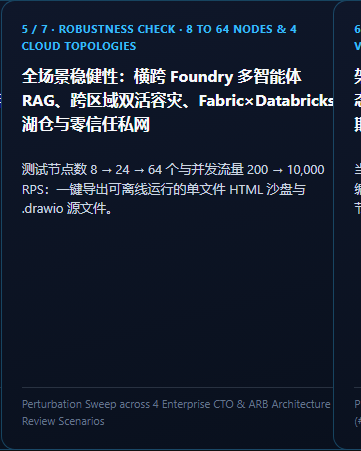 5 / 7 · ROBUSTNESS CHECK · 8 TO 64 NODES & 4
CLOUD TOPOLOGIES
全场景稳健性：横跨 Foundry 多智能体
RAG、跨区域双活容灾、Fabric×Databricks
湖仓与零信任私网
测试节点数 8 → 24 → 64 个与并发流量 200 → 10,000
RPS：一键导出可离线运行的单文件 HTML 沙盘与
.drawio 源文件。
Perturbation Sweep across 4 Enterprise CTO & ARB Architecture
Review Scenarios
6
V
当
节
P
(#